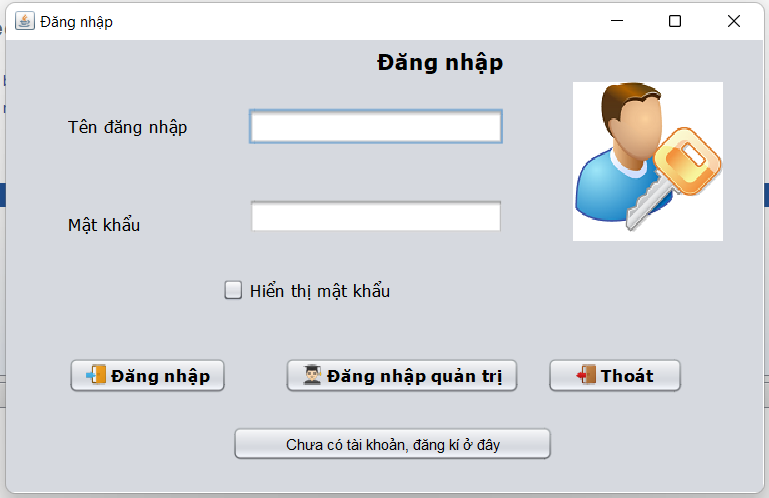 Đăng nhập
Đăng nhập
Tên đăng nhập
Mật khẩu
Hiển thị mật khẩu
Đăng nhập
Đăng nhập quản trị
Thoát
Chưa có tài khoản, đăng kí ở đây